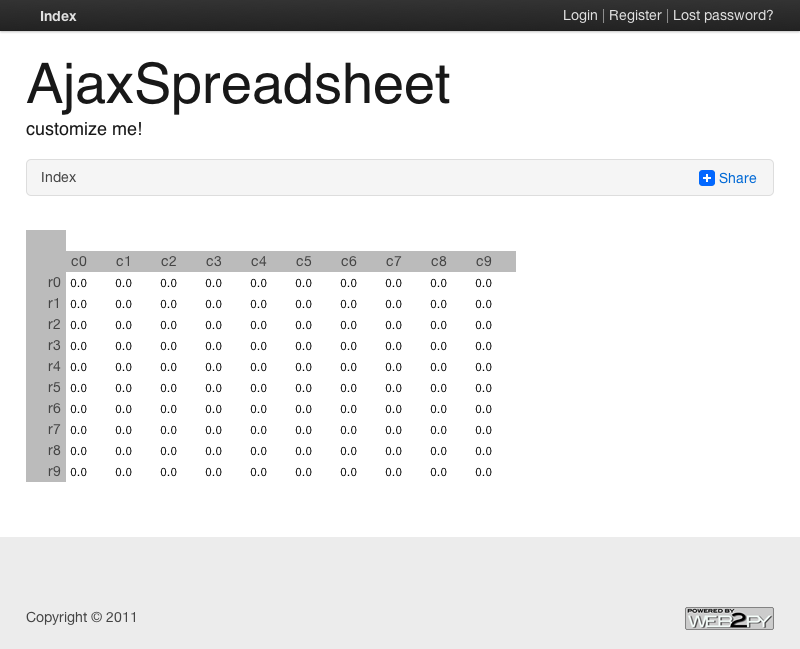 Index Login | Register | Lost password?
AjaxSpreadsheet
customize me!
Index Share
c0 c1 c2 c3 c4 c5 c6 c7 c8 c9
r0 0.0 0.0 0.0 0.0 0.0 0.0 0.0 0.0 0.0 0.0
r1 0.0 0.0 0.0 0.0 0.0 0.0 0.0 0.0 0.0 0.0
r2 0.0 0.0 0.0 0.0 0.0 0.0 0.0 0.0 0.0 0.0
r3 0.0 0.0 0.0 0.0 0.0 0.0 0.0 0.0 0.0 0.0
r4 0.0 0.0 0.0 0.0 0.0 0.0 0.0 0.0 0.0 0.0
r5 0.0 0.0 0.0 0.0 0.0 0.0 0.0 0.0 0.0 0.0
r6 0.0 0.0 0.0 0.0 0.0 0.0 0.0 0.0 0.0 0.0
r7 0.0 0.0 0.0 0.0 0.0 0.0 0.0 0.0 0.0 0.0
r8 0.0 0.0 0.0 0.0 0.0 0.0 0.0 0.0 0.0 0.0
r9 0.0 0.0 0.0 0.0 0.0 0.0 0.0 0.0 0.0 0.0
Copyright © 2011
POWERED BY
WEB2PY